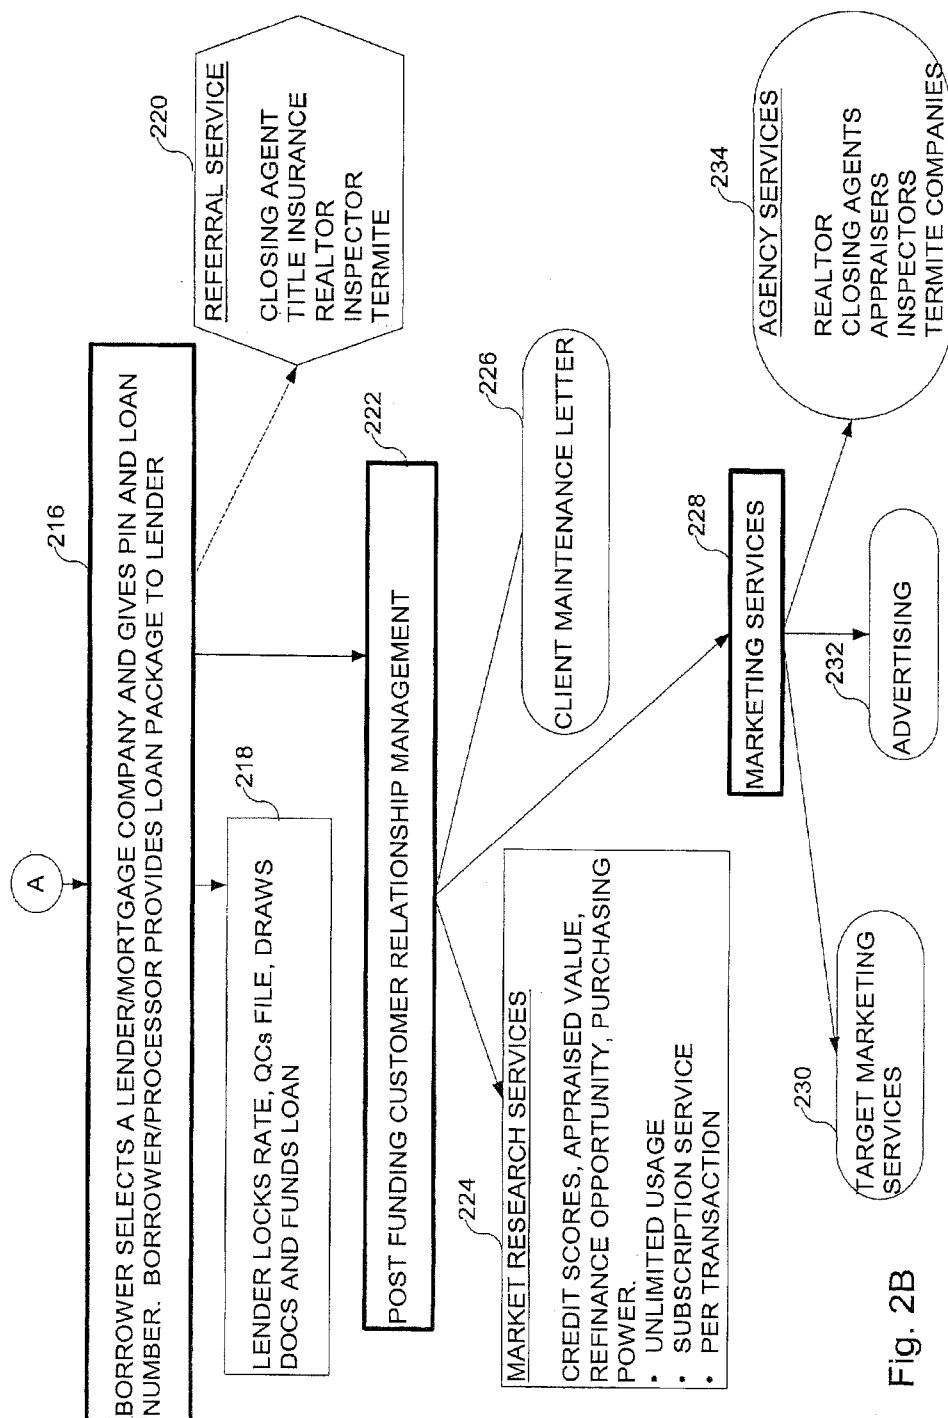 A
216
BORROWER SELECTS A LENDER/MORTGAGE COMPANY AND GIVES PIN AND LOAN
NUMBER. BORROWER/PROCESSOR PROVIDES LOAN PACKAGE TO LENDER
218
LENDER LOCKS RATE, QCs FILE, DRAWS
DOCS AND FUNDS LOAN
220
REFERRAL SERVICE
CLOSING AGENT
TITLE INSURANCE
REALTOR
INSPECTOR
TERMITE
222
POST FUNDING CUSTOMER RELATIONSHIP MANAGEMENT
224
MARKET RESEARCH SERVICES
CREDIT SCORES, APPRAISED VALUE,
REFINANCE OPPORTUNITY, PURCHASING
POWER.
• UNLIMITED USAGE
SUBSCRIPTION SERVICE
• PER TRANSACTION
226
CLIENT MAINTENANCE LETTER
228
MARKETING SERVICES
230
TARGET MARKETING
SERVICES
232
ADVERTISING
234
AGENCY SERVICES
REALTOR
CLOSING AGENTS
APPRAISERS
INSPECTORS
TERMITE COMPANIES
Fig. 2B